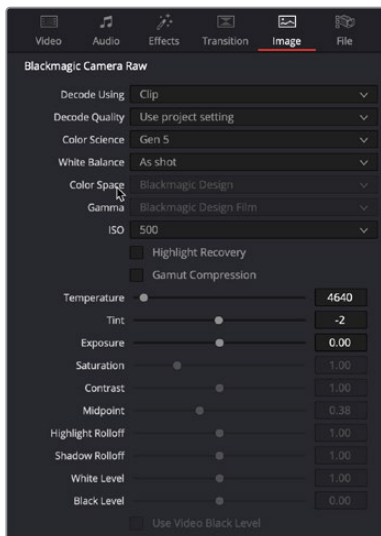 Video Audio Effects Transition Image File
Blackmagic Camera Raw
Decode Using Clip
Decode Quality Use project setting
Color Science Gen 5
White Balance As shot
Color Space Blackmagic Design
Gamma Blackmagic Design Film
ISO 500
Highlight Recovery
Gamut Compression
Temperature 4640
Tint -2
Exposure 0.00
Saturation 1.00
Contrast 1.00
Midpoint 0.38
Highlight Rolloff 1.00
Shadow Rolloff 1.00
White Level 1.00
Black Level 0.00
Use Video Black Level